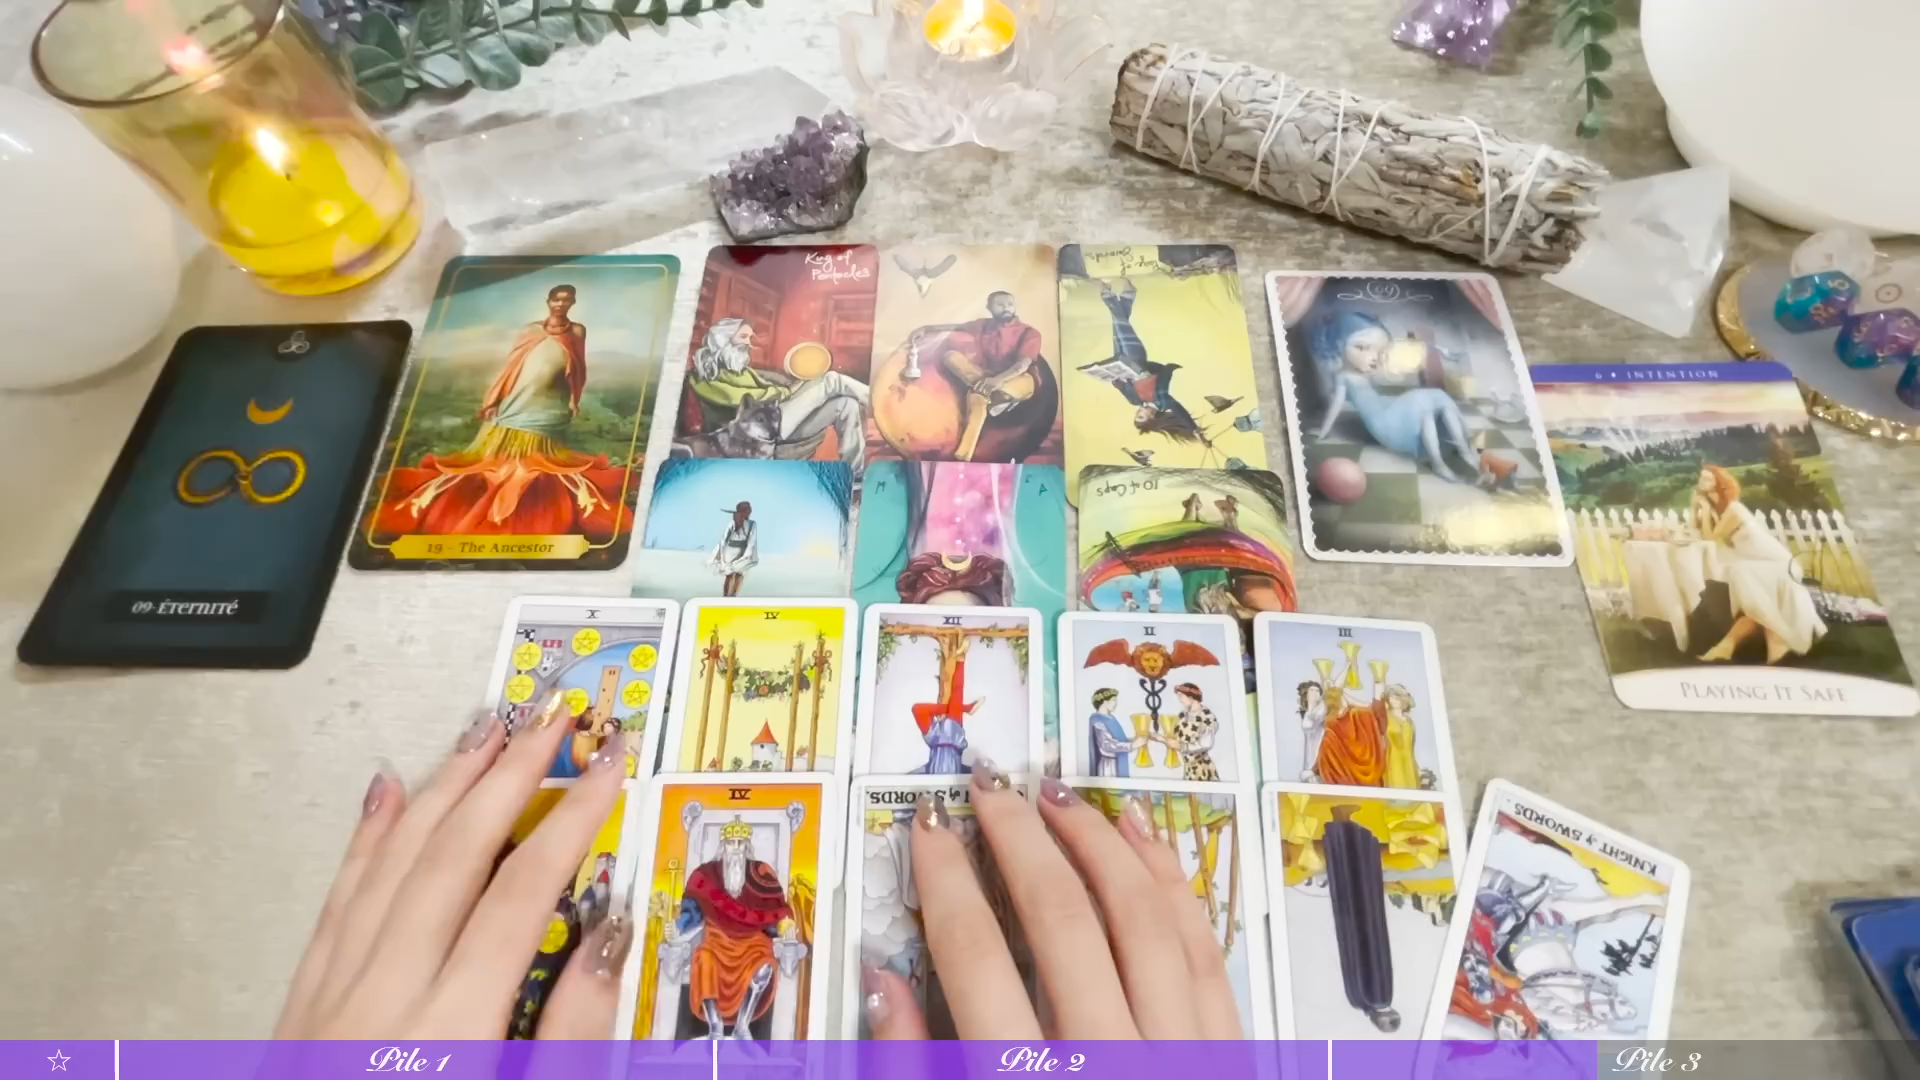 King of
Pentacles
09-Éternité
19 - The Ancestor
10 of Cups
6 • INTENTION
PLAYING IT SAFE
X
IV
XII
II
III
IV
KNIGHT of SWORDS.
Pile 1
Pile 2
Pile 3